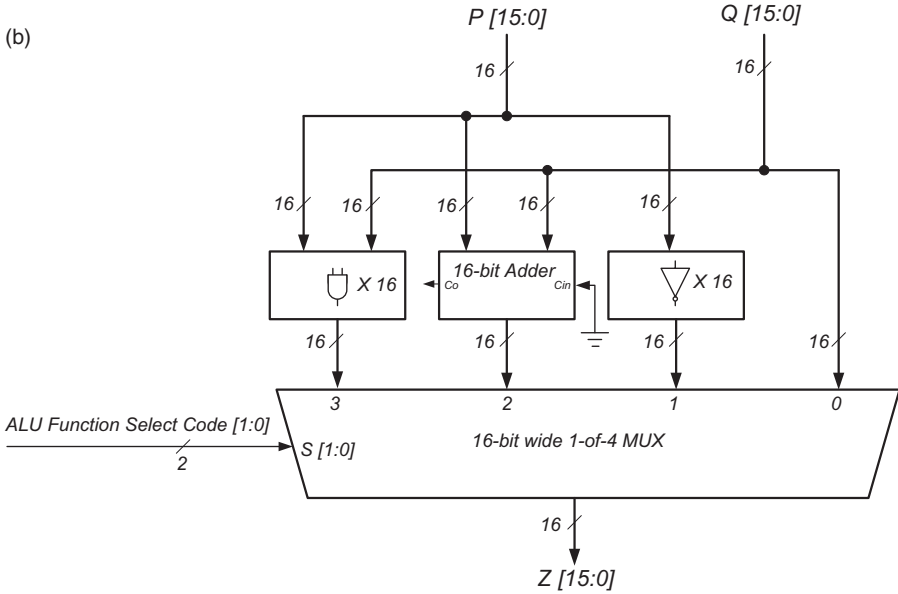 P [15:0] Q [15:0]
(b)
16 16
16 16 16 16 16
X 16 16-bit Adder X 16
Co Cin
16 16 16 16
3 2 1 0
ALU Function Select Code [1:0]
2
S [1:0]
16-bit wide 1-of-4 MUX
16
Z [15:0]